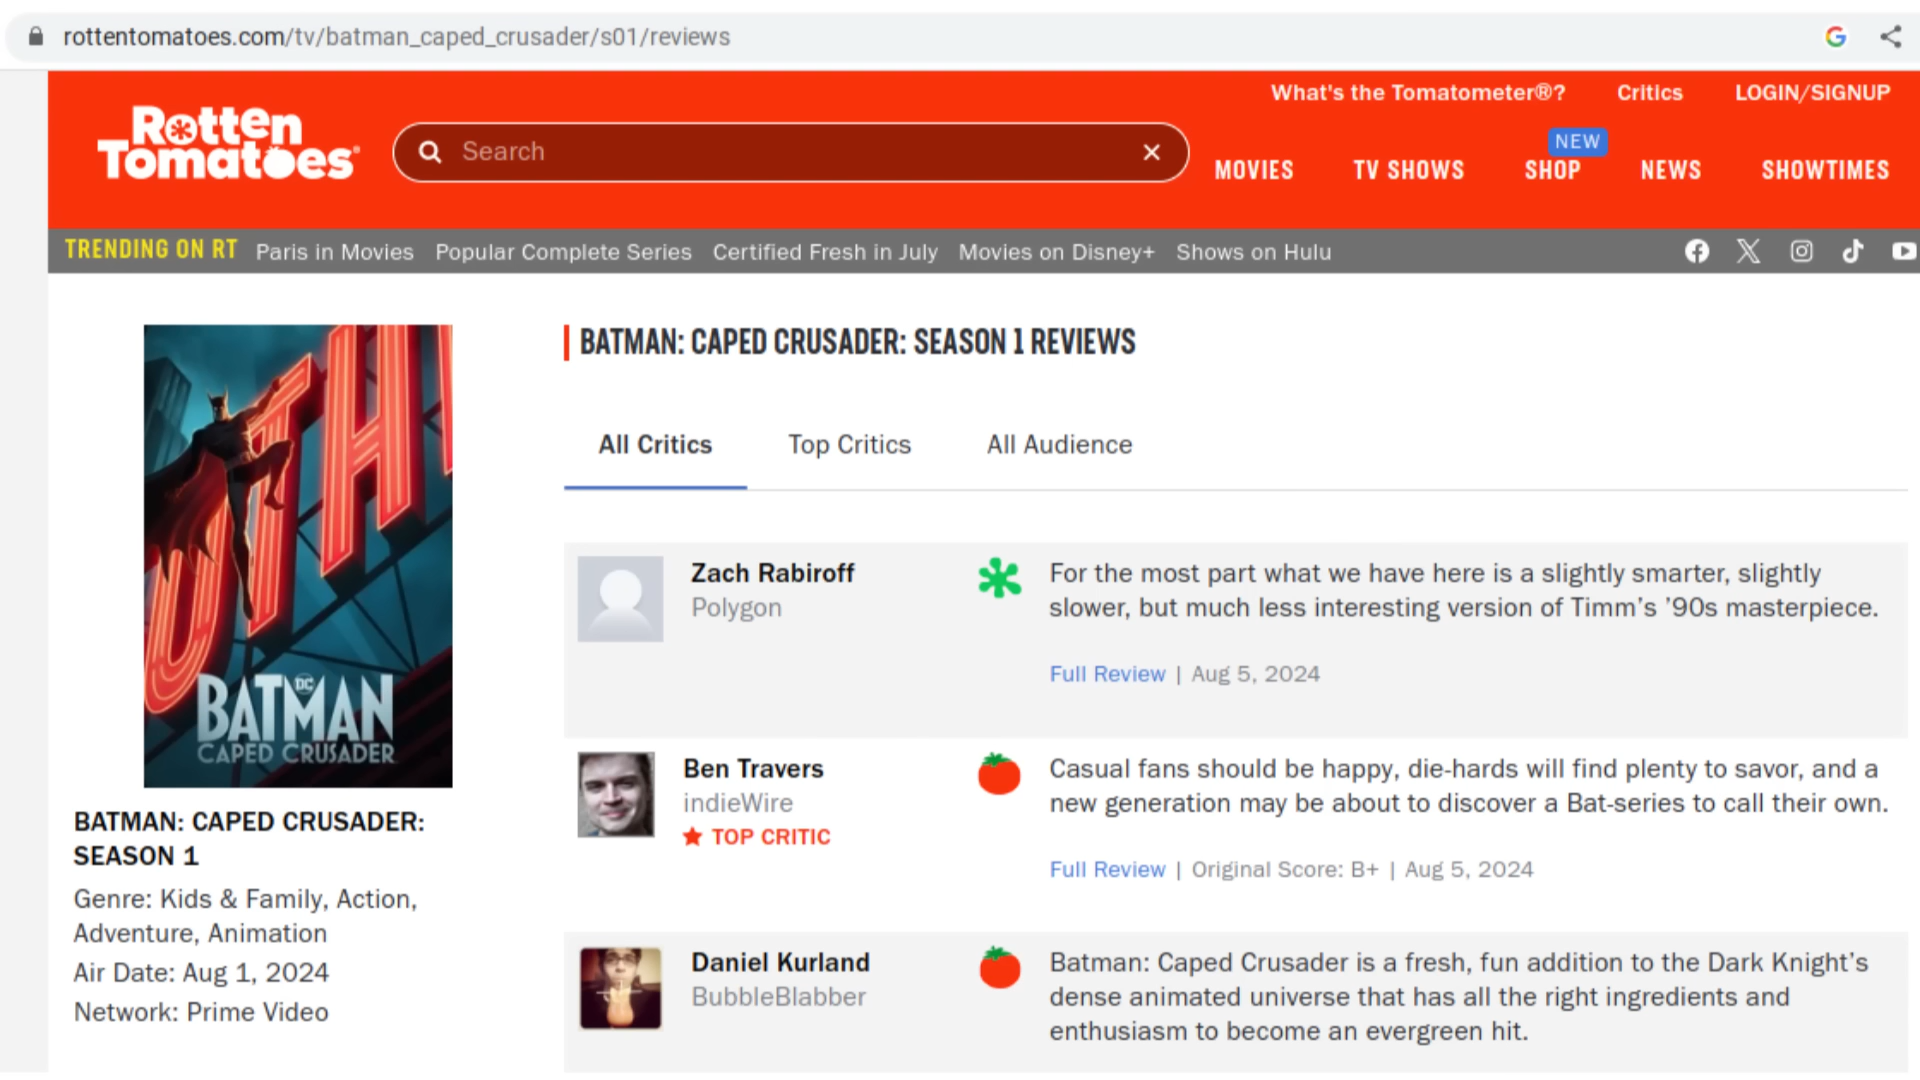 rottentomatoes.com/tv/batman_caped_crusader/s01/reviews
What's the Tomatometer®?
Critics
LOGIN/SIGNUP
Rotten
Tomatoes
Search
NEW
MOVIES
TV SHOWS
SHOP
NEWS
SHOWTIMES
TRENDING ON RT
Paris in Movies
Popular Complete Series
Certified Fresh in July
Movies on Disney+
Shows on Hulu
UTH
DC
BATMAN
CAPED CRUSADER
BATMAN: CAPED CRUSADER:
SEASON 1
Genre: Kids & Family, Action,
Adventure, Animation
Air Date: Aug 1, 2024
Network: Prime Video
BATMAN: CAPED CRUSADER: SEASON 1 REVIEWS
All Critics
Top Critics
All Audience
Zach Rabiroff
Polygon
For the most part what we have here is a slightly smarter, slightly
slower, but much less interesting version of Timm’s ’90s masterpiece.
Full Review | Aug 5, 2024
Ben Travers
indieWire
TOP CRITIC
Casual fans should be happy, die-hards will find plenty to savor, and a
new generation may be about to discover a Bat-series to call their own.
Full Review | Original Score: B+ | Aug 5, 2024
Daniel Kurland
BubbleBlabber
Batman: Caped Crusader is a fresh, fun addition to the Dark Knight’s
dense animated universe that has all the right ingredients and
enthusiasm to become an evergreen hit.